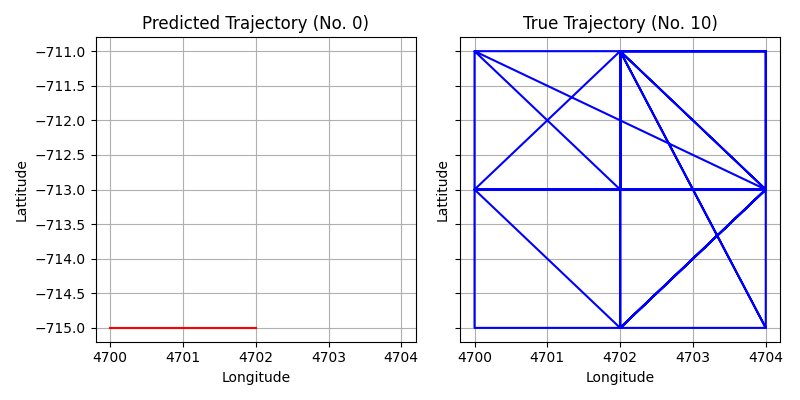 Predicted Trajectory (No. 0)
−711.0
−711.5
−712.0
−712.5
−713.0
−713.5
−714.0
−714.5
−715.0
Lattitude
4700 4701 4702 4703 4704
Longitude
True Trajectory (No. 10)
Lattitude
4700 4701 4702 4703 4704
Longitude